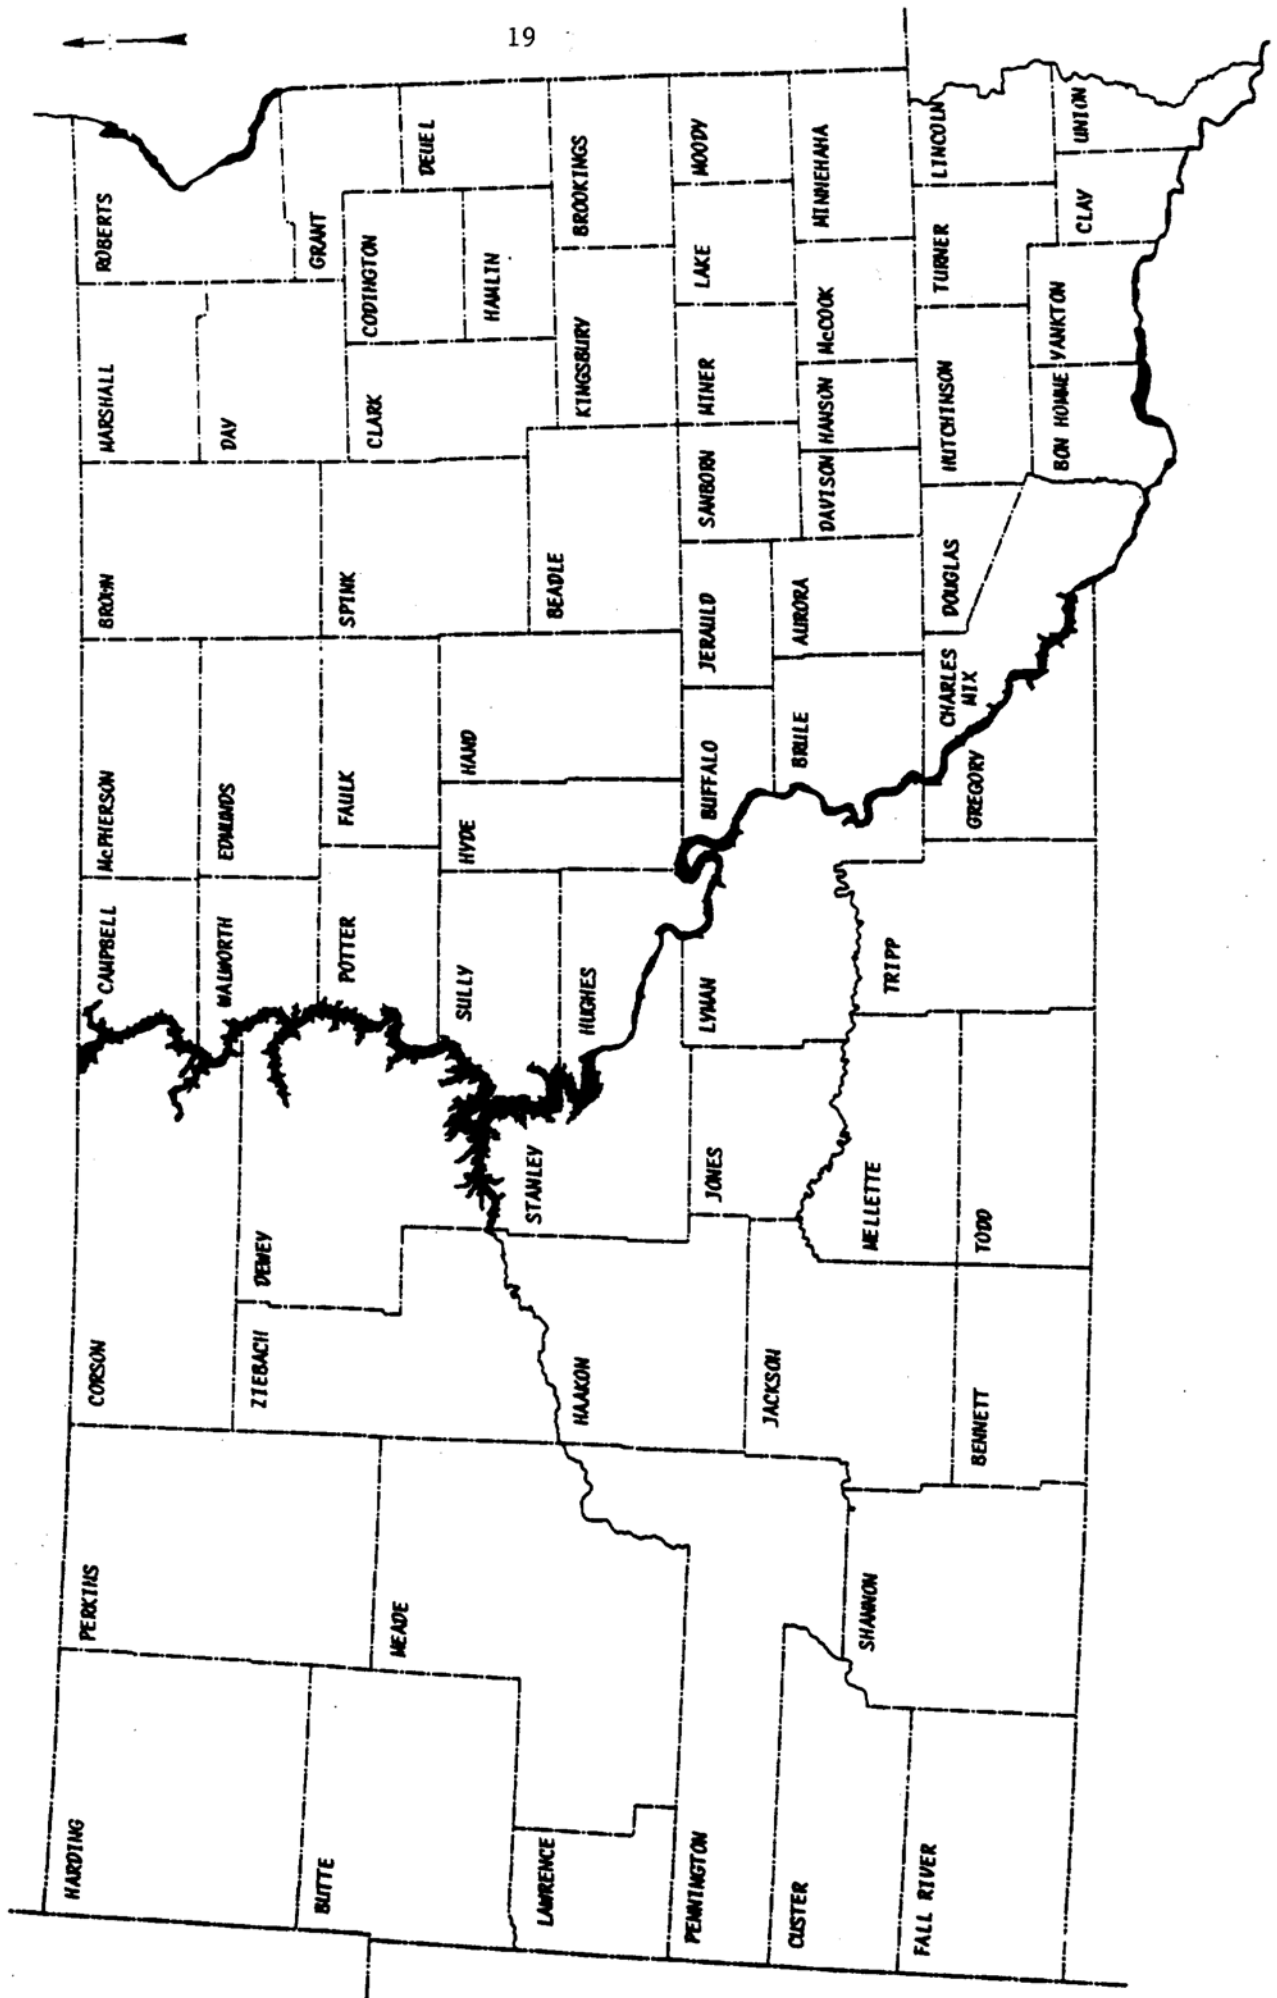 19
HARDING
PERKINS
CORSON
CAMPBELL
McPHERSON
BROWN
MARSHALL
ROBERTS
BUTTE
MEADE
ZIEBACH
DEWEY
WALWORTH
EDMUNDS
DAY
GRANT
POTTER
FAULK
SPINK
CLARK
CODINGTON
DEUEL
LAWRENCE
HAAKON
STANLEY
SULLY
HYDE
HAND
BEADLE
KINGSBURY
HAMLIN
BROOKINGS
PENNINGTON
HUGHES
JACKSON
JONES
LYMAN
BUFFALO
JERAULD
SANBORN
MINER
LAKE
MOODY
CUSTER
BRULE
AURORA
DAVISON
HANSON
McCOOK
MINNEHAHA
FALL RIVER
SHANNON
BENNETT
MELLETTE
TODD
TRIPP
GREGORY
CHARLES
MIX
DOUGLAS
HUTCHINSON
TURNER
LINCOLN
BON HOMME
YANKTON
CLAY
UNION